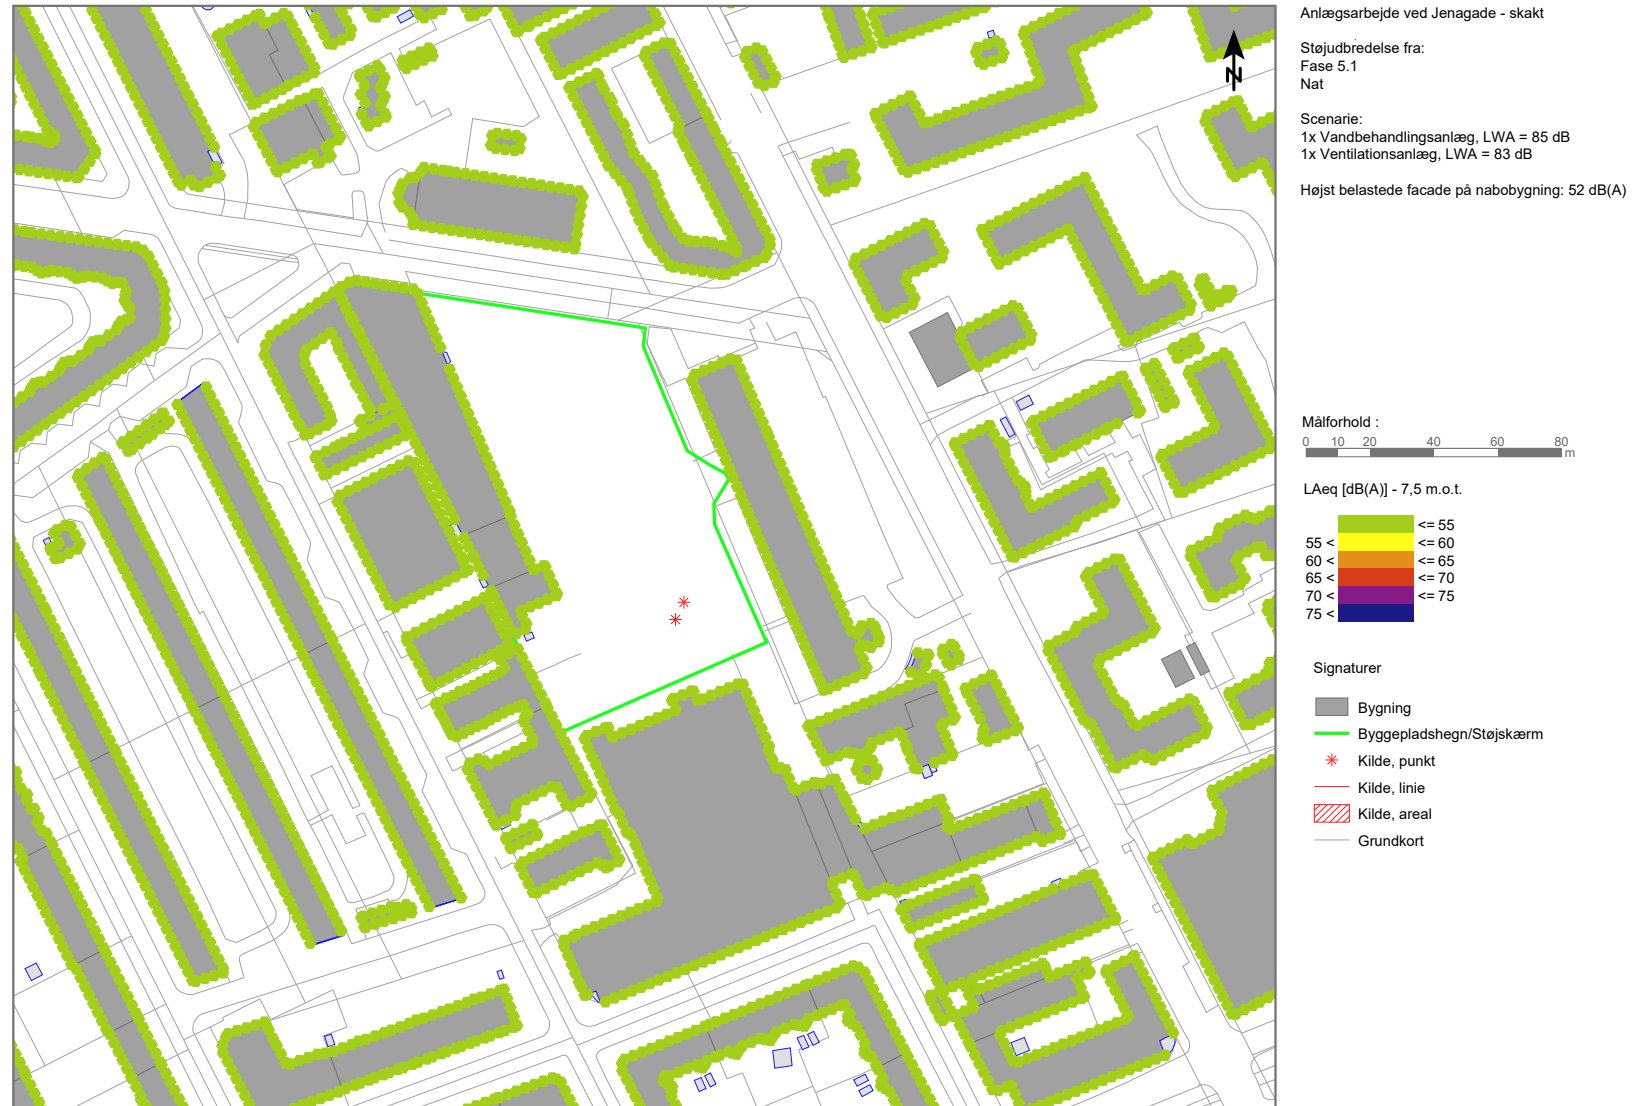 Anlægsarbejde ved Jenagade - skakt
Støjudbredelse fra:
Fase 5.1
Nat
Scenarie:
1x Vandbehandlingsanlæg, LWA = 85 dB
1x Ventilationsanlæg, LWA = 83 dB
Højst belastede facade på nabobygning: 52 dB(A)
N
Målforhold :
0 10 20 40 60 80
m
LAeq [dB(A)] - 7,5 m.o.t.
<= 55
55 < <= 60
60 < <= 65
65 < <= 70
70 < <= 75
75 <
Signaturer
Bygning
Byggepladshegn/Støjskærm
Kilde, punkt
Kilde, linie
Kilde, areal
Grundkort